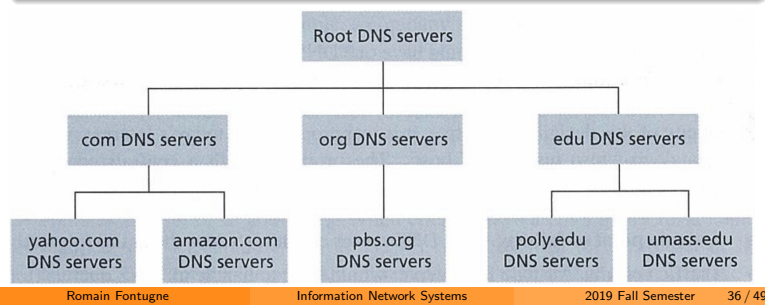 Root DNS servers
com DNS servers
org DNS servers
edu DNS servers
yahoo.com
DNS servers
amazon.com
DNS servers
pbs.org
DNS servers
poly.edu
DNS servers
umass.edu
DNS servers
Romain Fontugne Information Network Systems 2019 Fall Semester 36 / 49